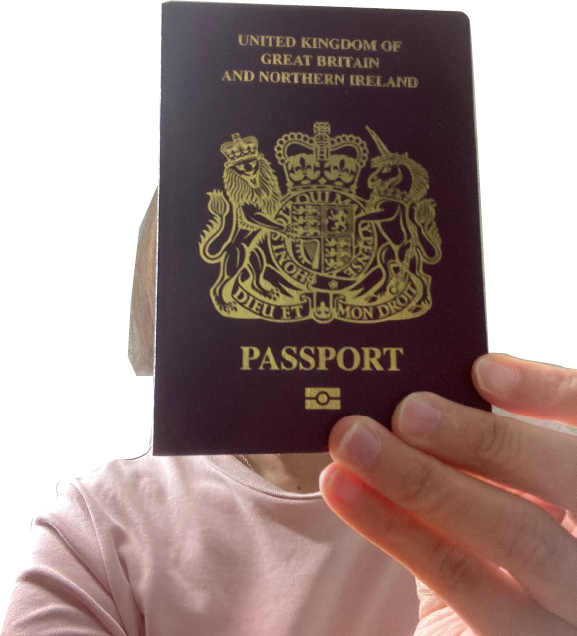 UNITED KINGDOM OF
GREAT BRITAIN
AND NORTHERN IRELAND
DIEU ET MON DROIT
PASSPORT